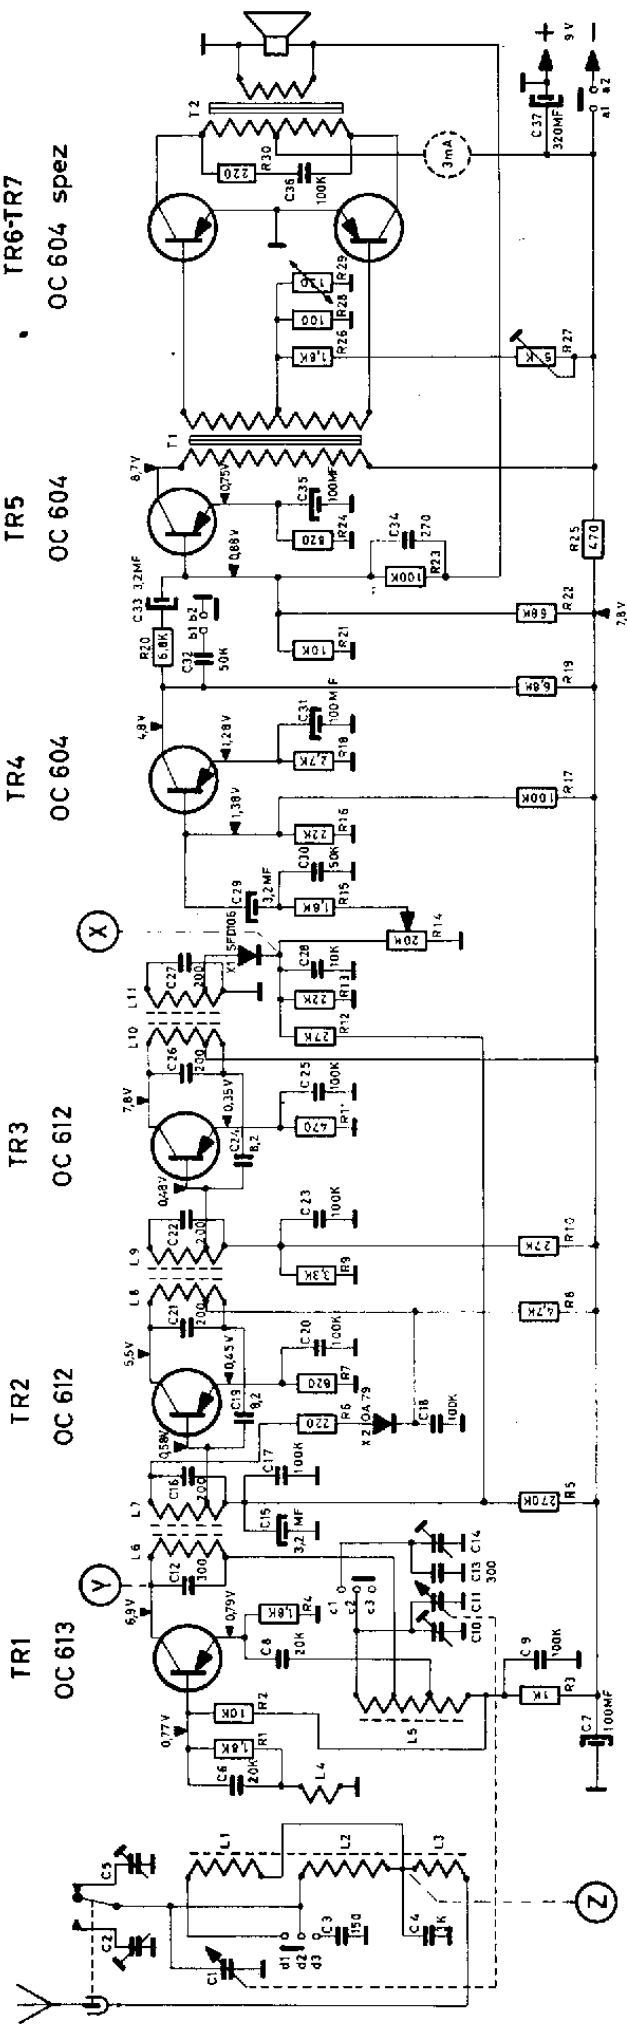 TR1
OC 613
TR2
OC 612
TR3
OC 612
TR4
OC 604
TR5
OC 604
TR6-TR7
OC 604 spez
C2
C5
C1
d1
d2
d3
C3
150
C4
1K
L1
L2
L3
Z
0,77V
C6
20K
1,8K
R1
10K
R2
L4
6,9V
0,79V
1,8K
R4
C8
20K
Y
L6
L7
C12
300
C16
200
L5
c1
c2
c3
C10
C11
C13
300
C14
C9
100K
1K
R3
C7
100MF
C15
3,2 MF
C17
100K
270K
R5
0,58V
5,5V
0,45V
C19
8,2
220
R6
820
R7
C20
100K
X2 OA 79
C18
100K
L8
L9
C21
200
C22
200
4,7K
R8
3,3K
R9
C23
100K
27K
R10
0,48V
7,8V
0,35V
C24
8,2
470
C25
100K
L10
L11
C26
200
C27
200
X1
SFD106
X
27K
R12
22K
R13
C28
10K
20K
R14
1,8K
R15
C29
3,2MF
C30
50K
22K
R16
1,38V
100K
R17
4,8V
1,28V
2,7K
R18
C31
100MF
6,8K
R19
R20
6,8K
C33
3,2MF
C32
50K
b1
b2
10K
R21
68K
R22
7,8V
0,88V
8,7V
0,75V
100K
R23
C34
270
820
R24
C35
100MF
R25
470
T1
1,8K
R26
100
R28
130
R29
5K
R27
T2
220
R30
C36
100K
3mA
C37
320MF
9V
+
−
a1
a2